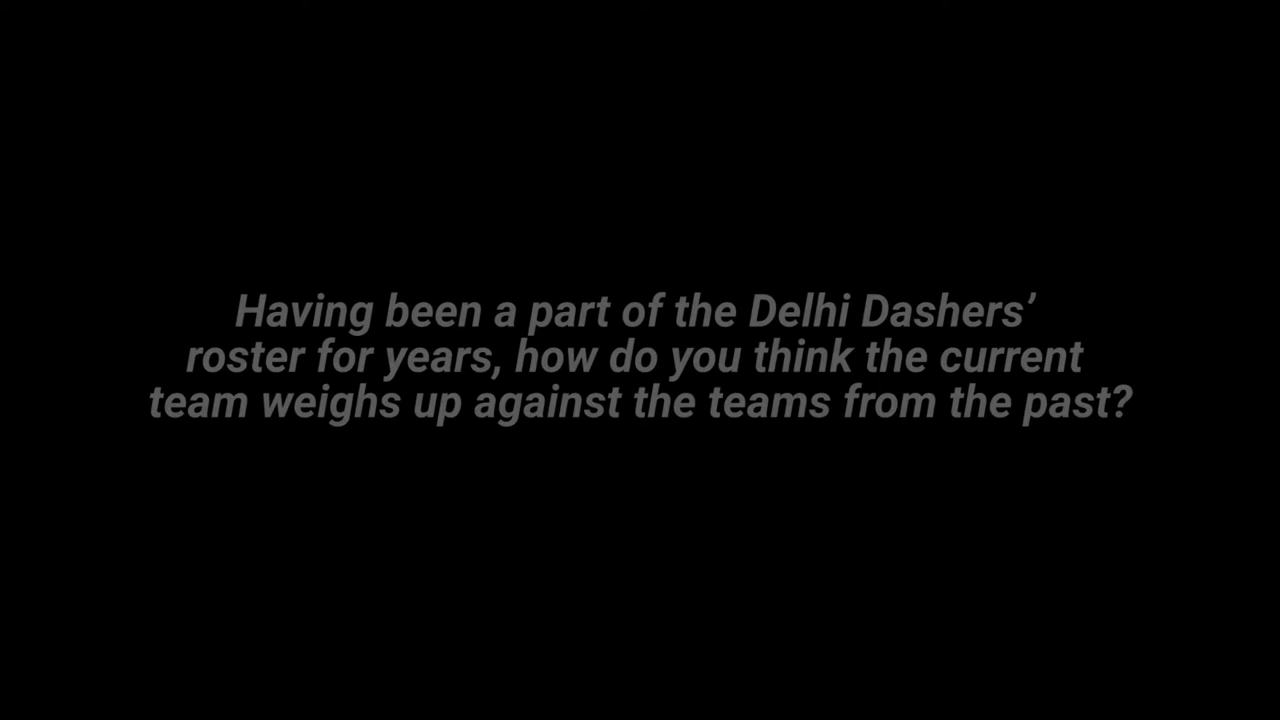 Having been a part of the Delhi Dashers’
roster for years, how do you think the current
team weighs up against the teams from the past?